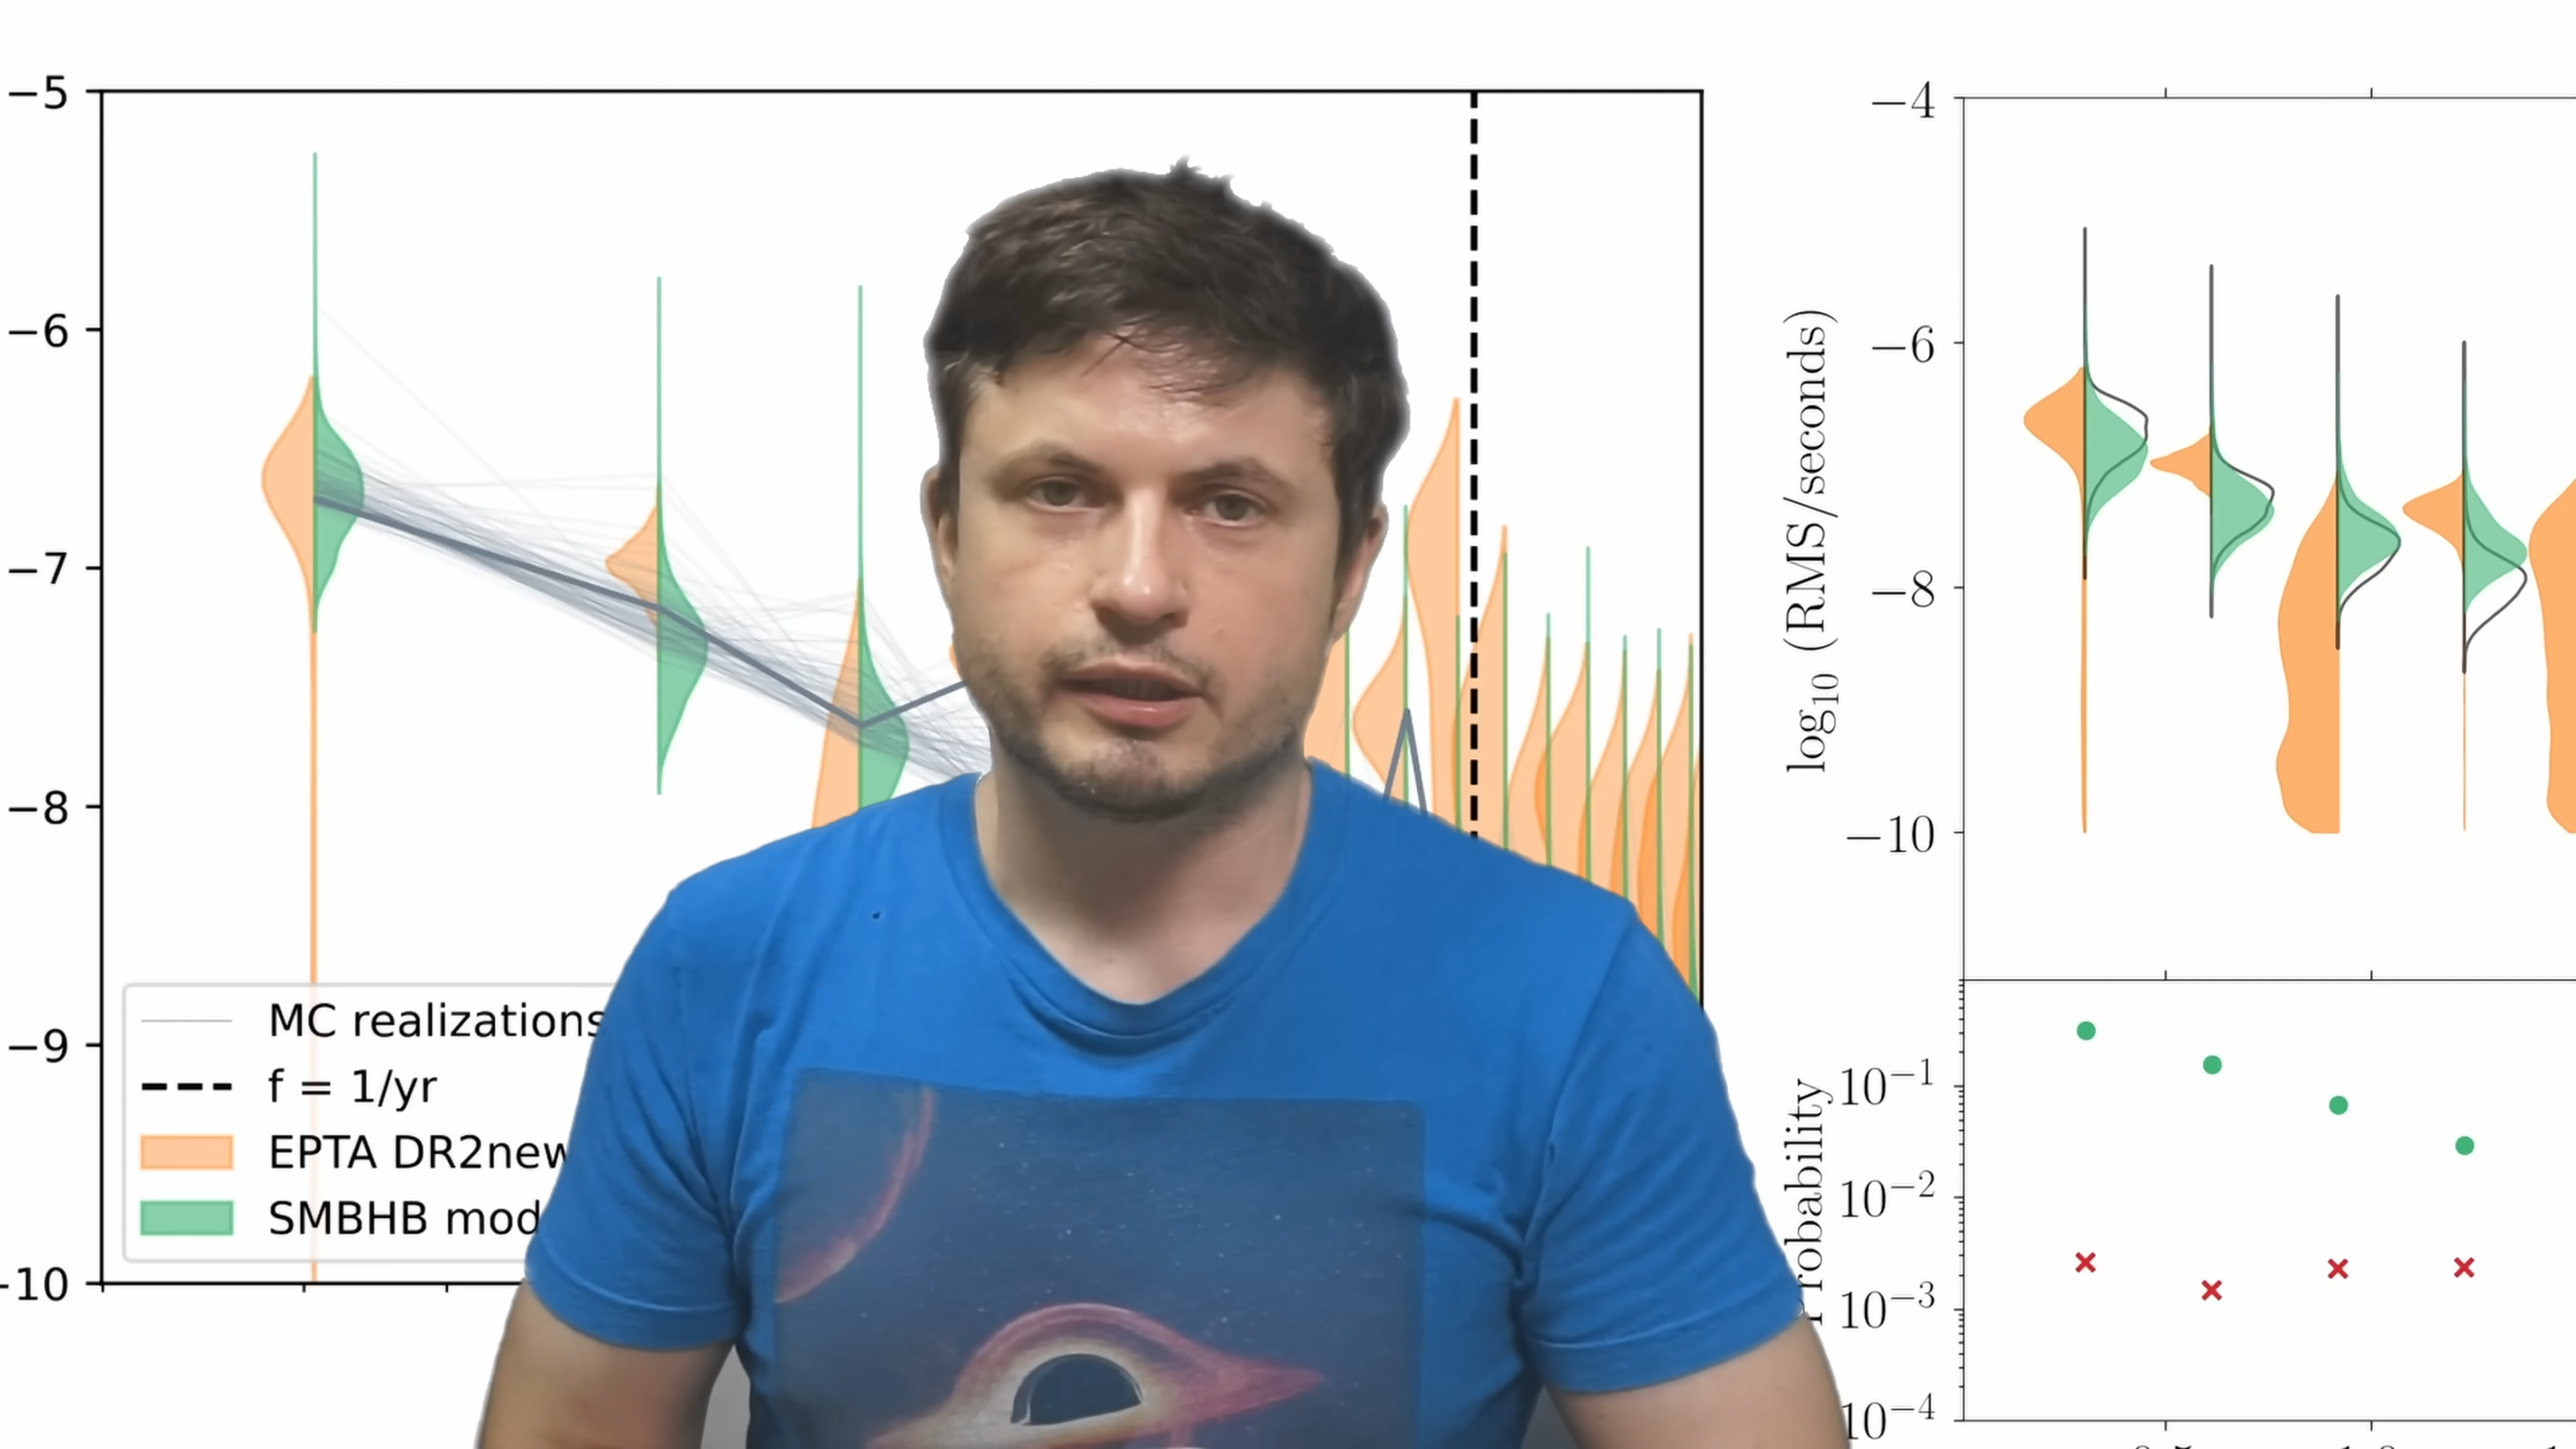 −5
−6
−7
−8
−9
-10
MC realizations
f = 1/yr
EPTA DR2new
SMBHB mod
−4
−6
−8
−10
log₁₀ (RMS/seconds)
10⁻¹
10⁻²
10⁻³
10⁻⁴
Probability